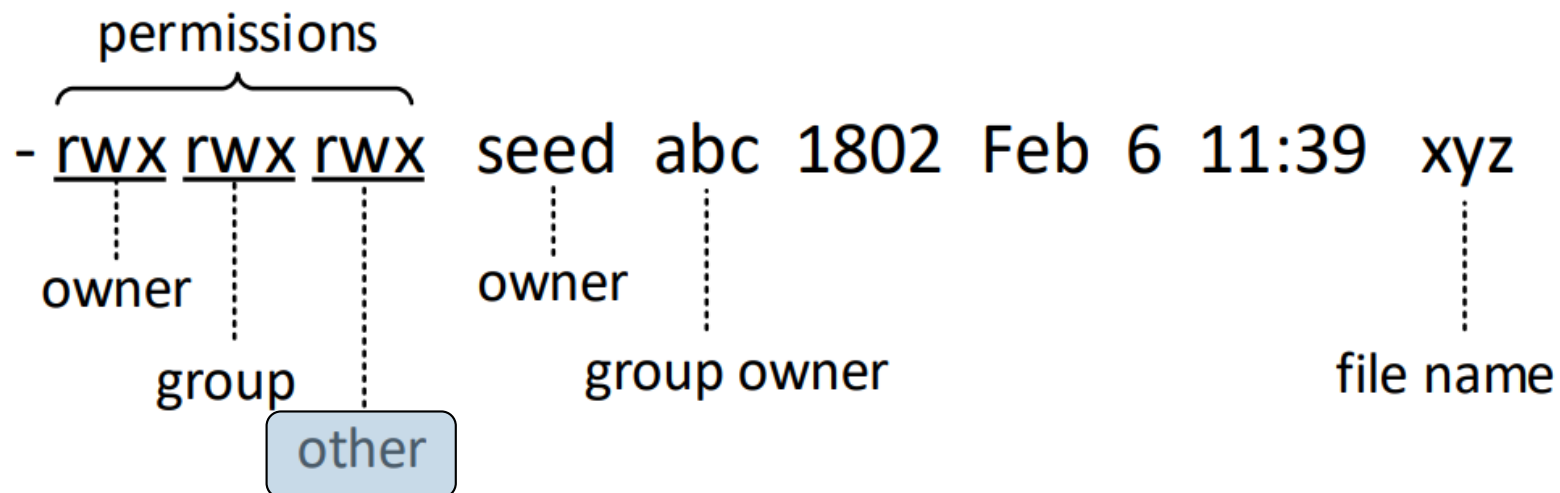 permissions
- rwx rwx rwx seed abc 1802 Feb 6 11:39 xyz
owner
owner
group
group owner
file name
other